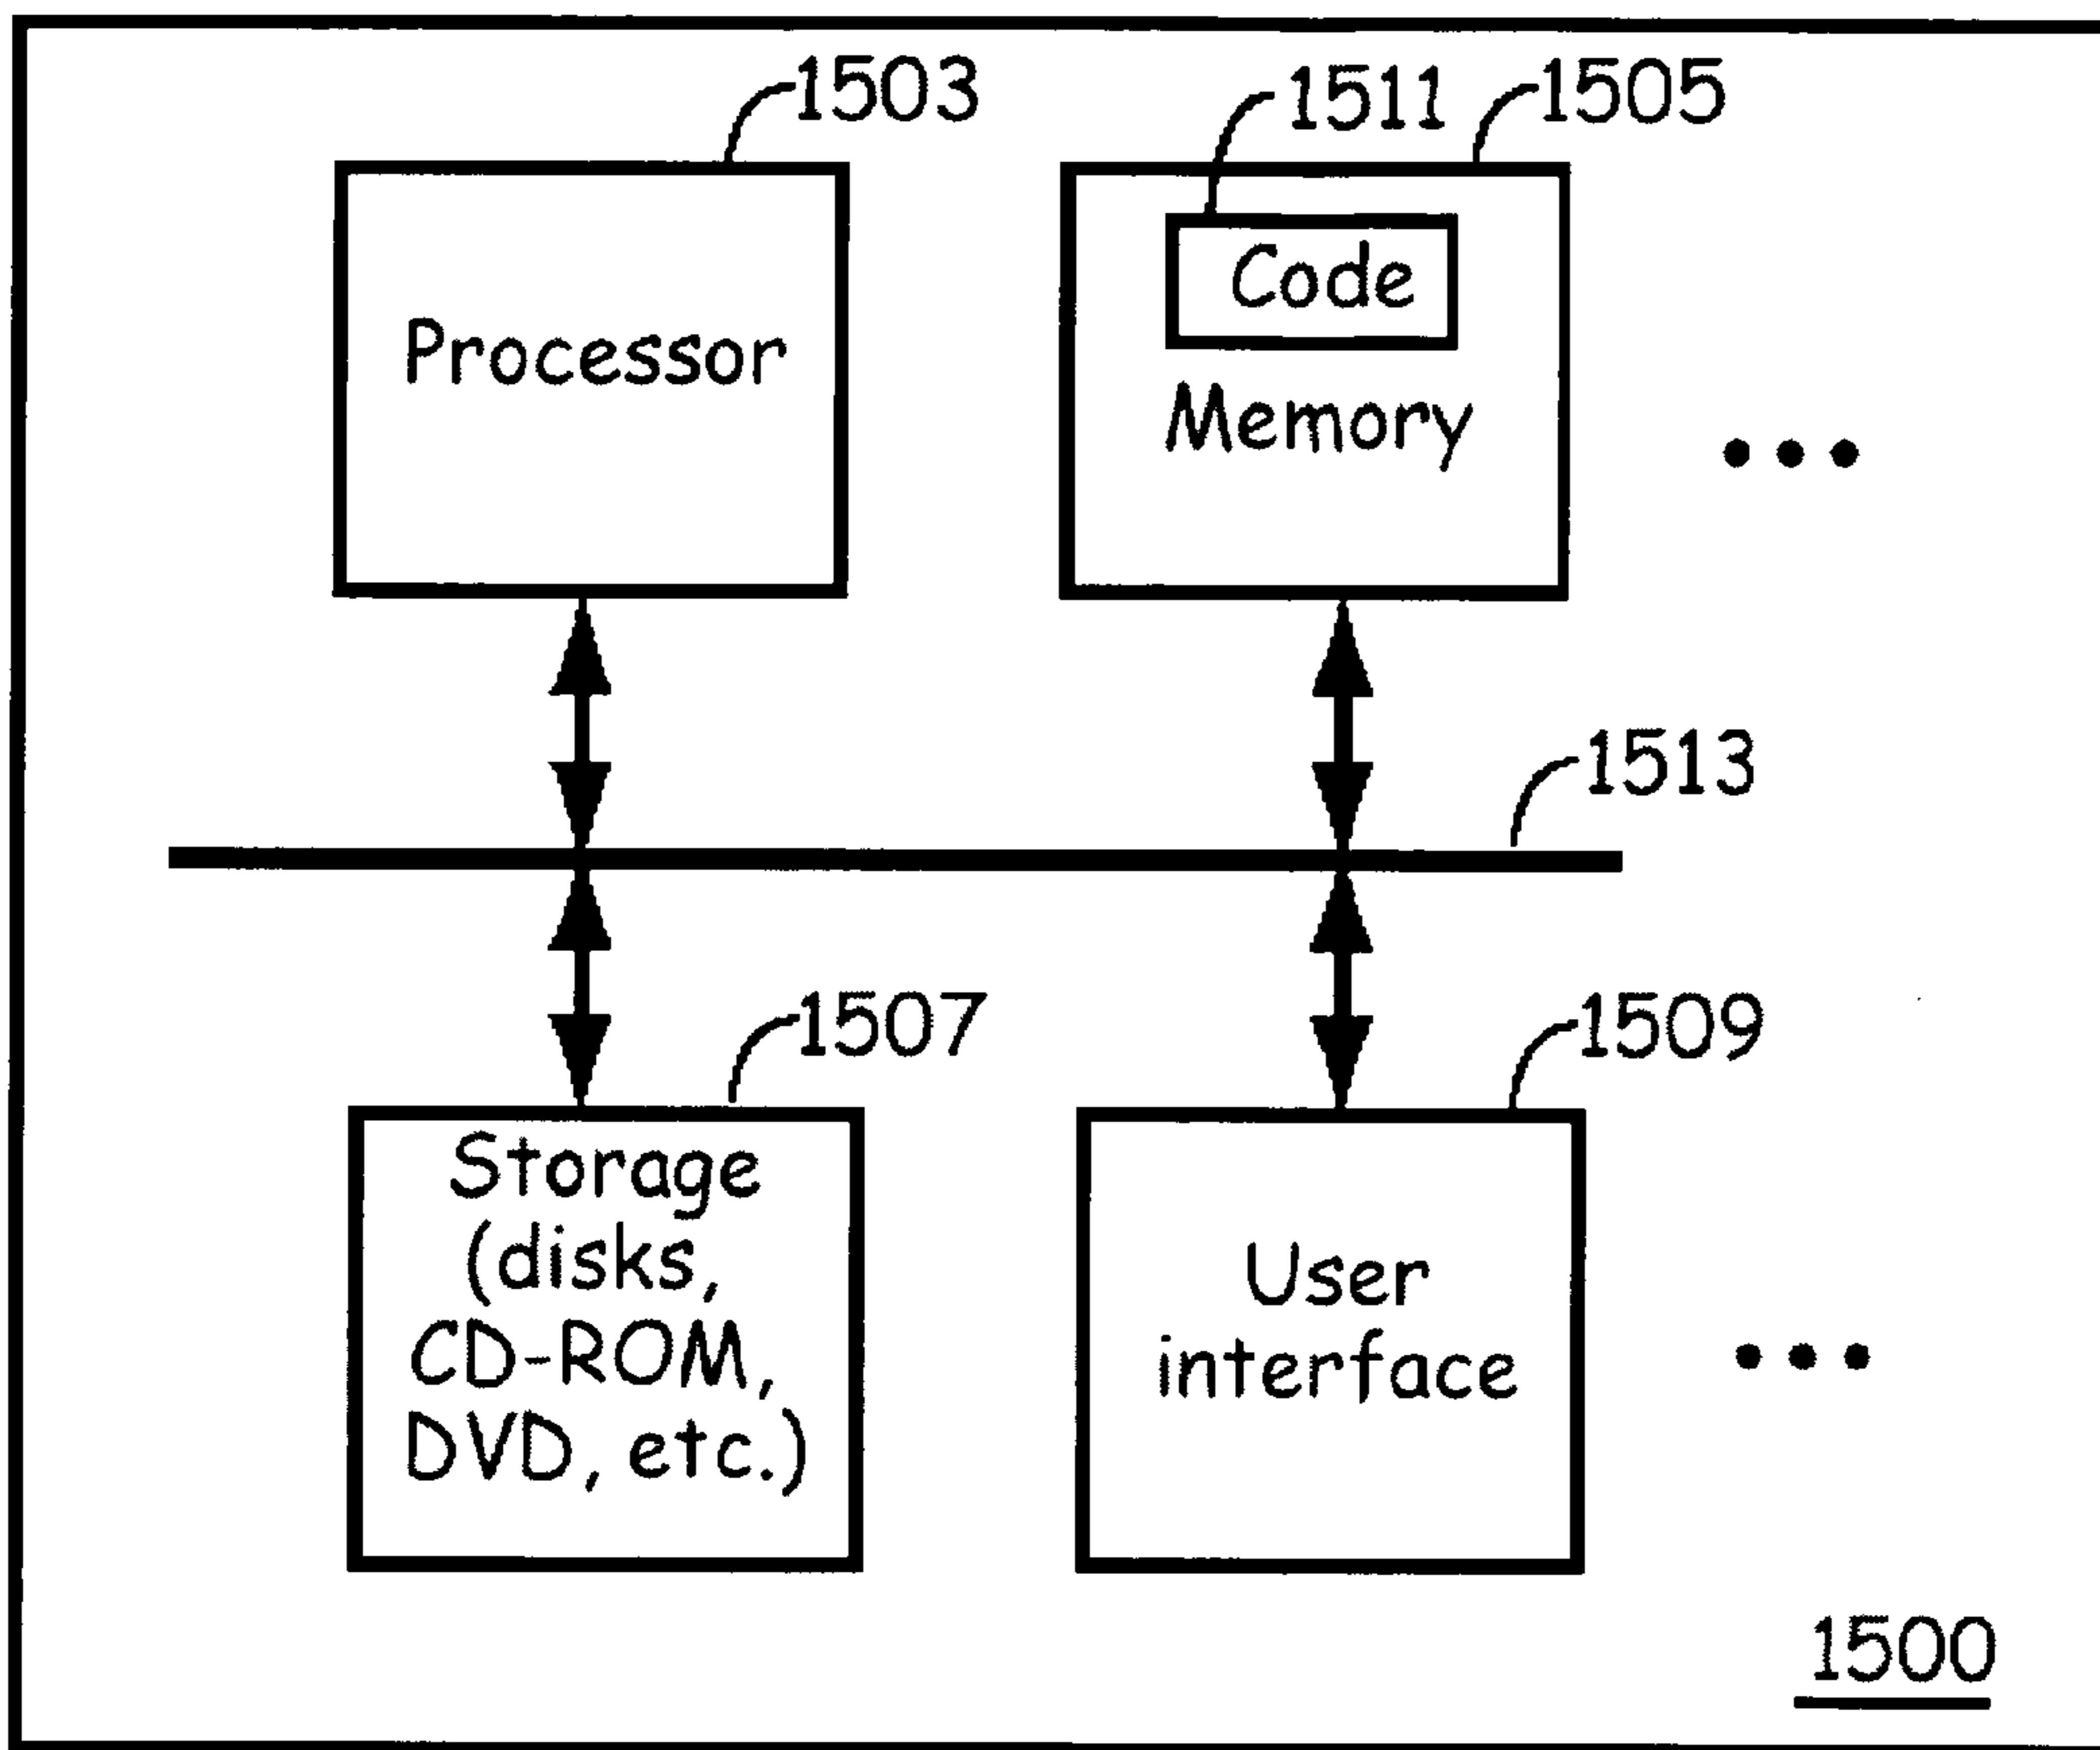 1503
1511
1505
Code
Processor
Memory
• • •
1513
1507
1509
Storage
(disks,
CD-ROM,
DVD, etc.)
User
interface
• • •
1500